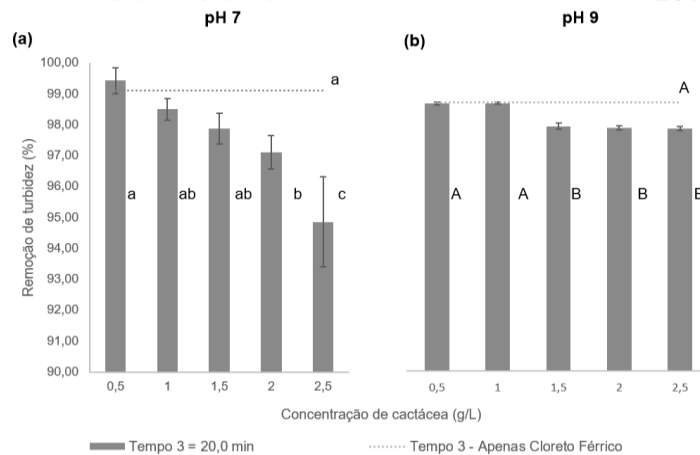 pH 7
pH 9
(a)
(b)
Remoção de turbidez (%)
100,00
99,00
98,00
97,00
96,00
95,00
94,00
93,00
92,00
91,00
90,00
a
a
ab
ab
b
c
0,5
1
1,5
2
2,5
A
A
A
B
B
B
0,5
1
1,5
2
2,5
Concentração de cactácea (g/L)
Tempo 3 = 20,0 min
Tempo 3 - Apenas Cloreto Férrico